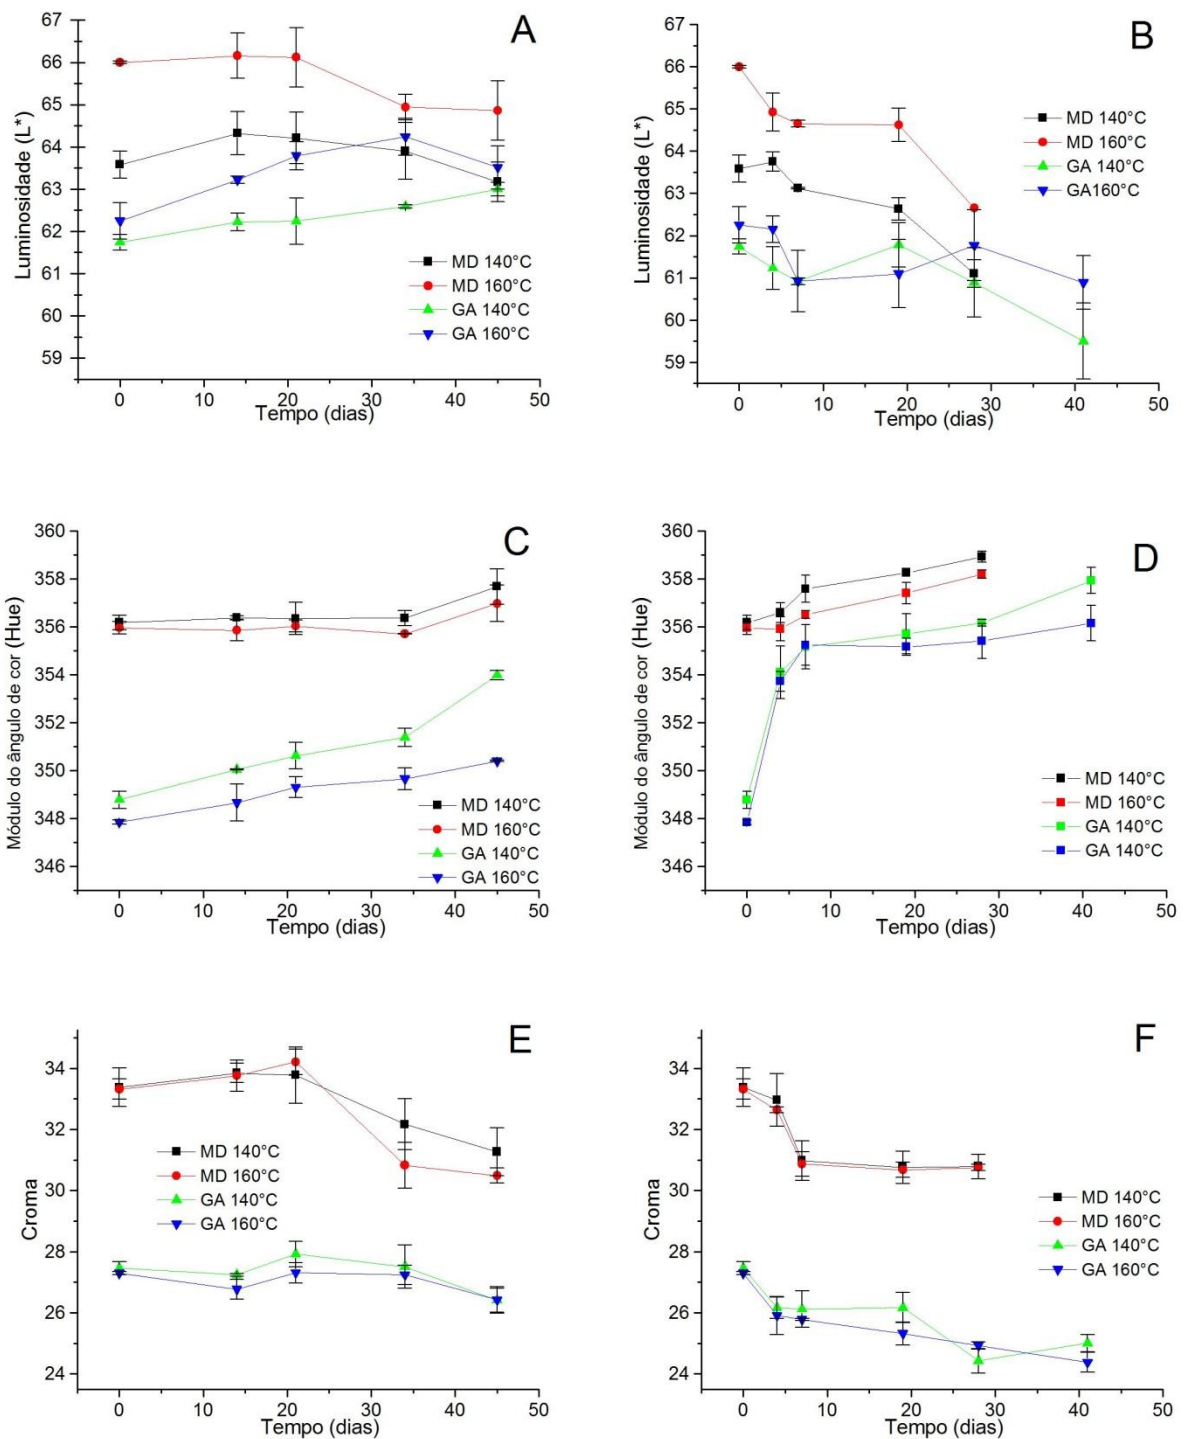 A
Luminosidade (L*)
67
66
65
64
63
62
61
60
59
MD 140°C
MD 160°C
GA 140°C
GA 160°C
0 10 20 30 40 50
Tempo (dias)
B
Luminosidade (L*)
67
66
65
64
63
62
61
60
59
MD 140°C
MD 160°C
GA 140°C
GA160°C
0 10 20 30 40 50
Tempo (dias)
C
Módulo do ângulo de cor (Hue)
360
358
356
354
352
350
348
346
MD 140°C
MD 160°C
GA 140°C
GA 160°C
0 10 20 30 40 50
Tempo (dias)
D
Módulo do ângulo de cor (Hue)
360
358
356
354
352
350
348
346
MD 140°C
MD 160°C
GA 140°C
GA 140°C
0 10 20 30 40 50
Tempo (dias)
E
Croma
34
32
30
28
26
24
MD 140°C
MD 160°C
GA 140°C
GA 160°C
0 10 20 30 40 50
Tempo (dias)
F
Croma
34
32
30
28
26
24
MD 140°C
MD 160°C
GA 140°C
GA 160°C
0 10 20 30 40 50
Tempo (dias)